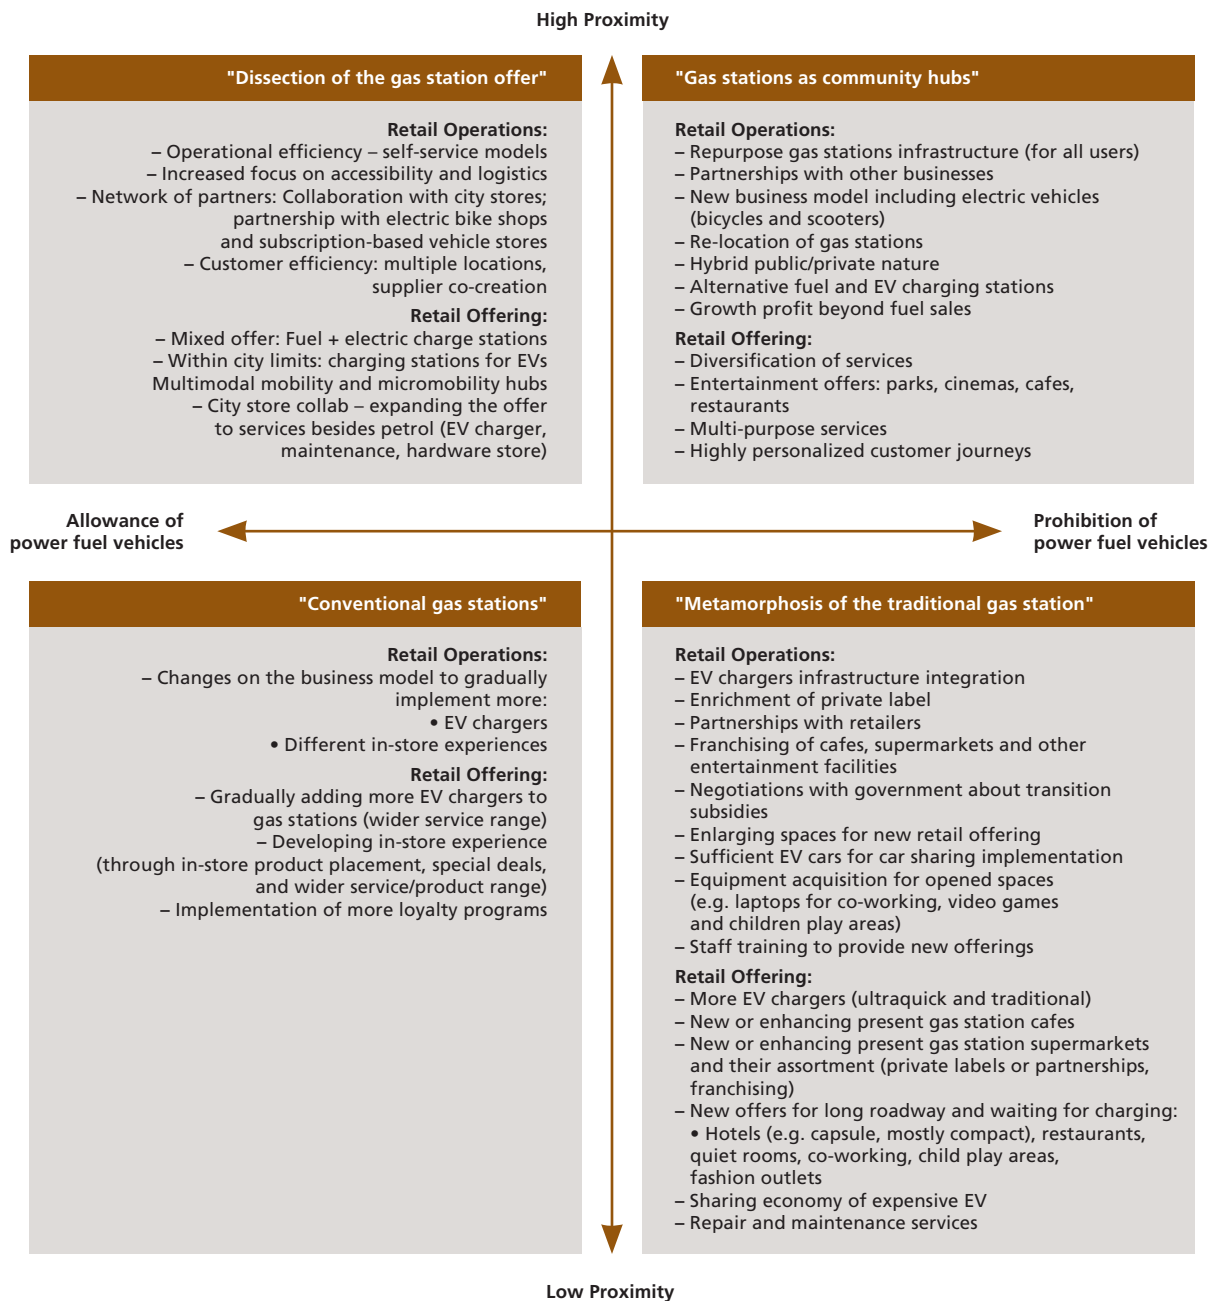 High Proximity
"Dissection of the gas station offer"
Retail Operations:
– Operational efficiency – self-service models
– Increased focus on accessibility and logistics
– Network of partners: Collaboration with city stores;
partnership with electric bike shops
and subscription-based vehicle stores
– Customer efficiency: multiple locations,
supplier co-creation
Retail Offering:
– Mixed offer: Fuel + electric charge stations
– Within city limits: charging stations for EVs
Multimodal mobility and micromobility hubs
– City store collab – expanding the offer
to services besides petrol (EV charger,
maintenance, hardware store)
"Gas stations as community hubs"
Retail Operations:
– Repurpose gas stations infrastructure (for all users)
– Partnerships with other businesses
– New business model including electric vehicles
(bicycles and scooters)
– Re-location of gas stations
– Hybrid public/private nature
– Alternative fuel and EV charging stations
– Growth profit beyond fuel sales
Retail Offering:
– Diversification of services
– Entertainment offers: parks, cinemas, cafes,
restaurants
– Multi-purpose services
– Highly personalized customer journeys
Allowance of
power fuel vehicles
Prohibition of
power fuel vehicles
"Conventional gas stations"
Retail Operations:
– Changes on the business model to gradually
implement more:
• EV chargers
• Different in-store experiences
Retail Offering:
– Gradually adding more EV chargers to
gas stations (wider service range)
– Developing in-store experience
(through in-store product placement, special deals,
and wider service/product range)
– Implementation of more loyalty programs
"Metamorphosis of the traditional gas station"
Retail Operations:
– EV chargers infrastructure integration
– Enrichment of private label
– Partnerships with retailers
– Franchising of cafes, supermarkets and other
entertainment facilities
– Negotiations with government about transition
subsidies
– Enlarging spaces for new retail offering
– Sufficient EV cars for car sharing implementation
– Equipment acquisition for opened spaces
(e.g. laptops for co-working, video games
and children play areas)
– Staff training to provide new offerings
Retail Offering:
– More EV chargers (ultraquick and traditional)
– New or enhancing present gas station cafes
– New or enhancing present gas station supermarkets
and their assortment (private labels or partnerships,
franchising)
– New offers for long roadway and waiting for charging:
• Hotels (e.g. capsule, mostly compact), restaurants,
quiet rooms, co-working, child play areas,
fashion outlets
– Sharing economy of expensive EV
– Repair and maintenance services
Low Proximity